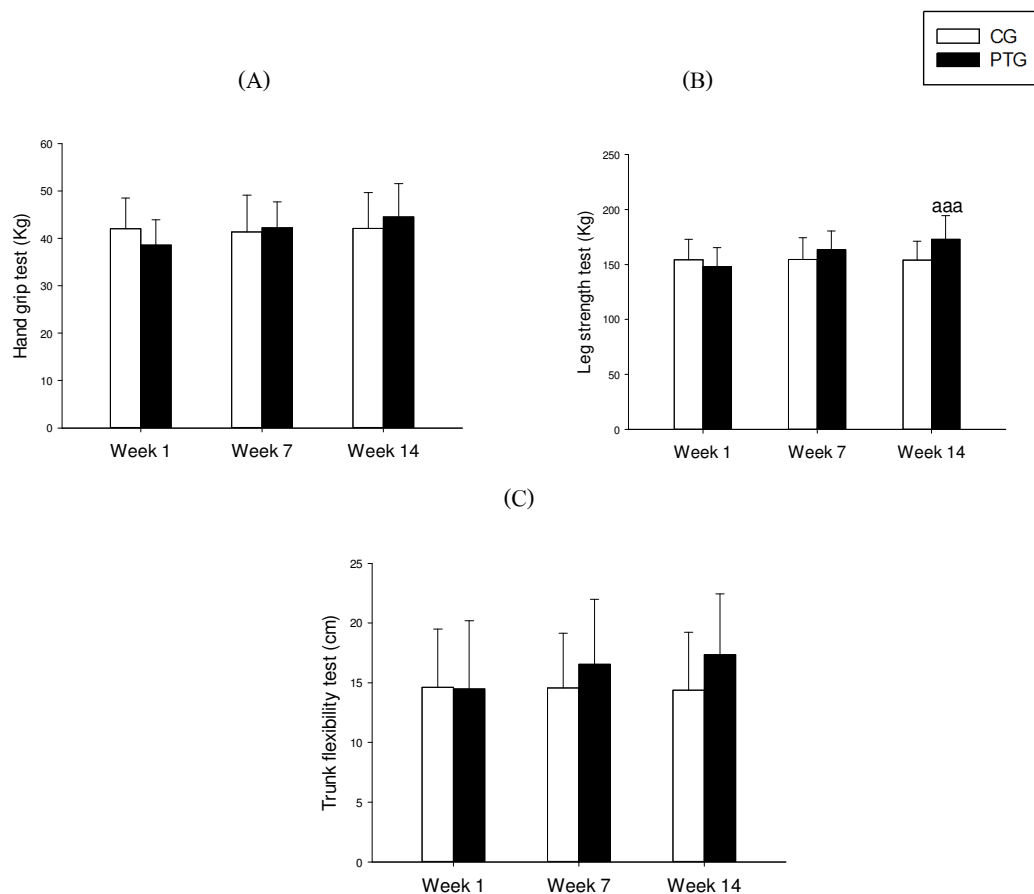 CG
PTG
(A)
(B)
Hand grip test (Kg)
60
50
40
30
20
10
0
Week 1
Week 7
Week 14
Leg strength test (Kg)
250
200
150
100
50
0
aaa
Week 1
Week 7
Week 14
(C)
Trunk flexibility test (cm)
25
20
15
10
5
0
Week 1
Week 7
Week 14